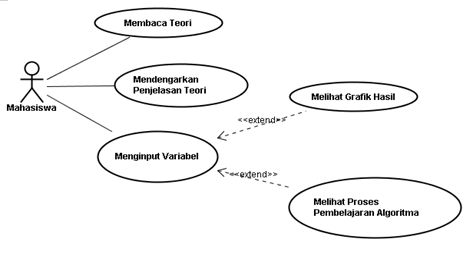 Membaca Teori
Mendengarkan
Penjelasan Teori
Mahasiswa
Melihat Grafik Hasil
<<extend>>
Menginput Variabel
<<extend>>
Melihat Proses
Pembelajaran Algoritma